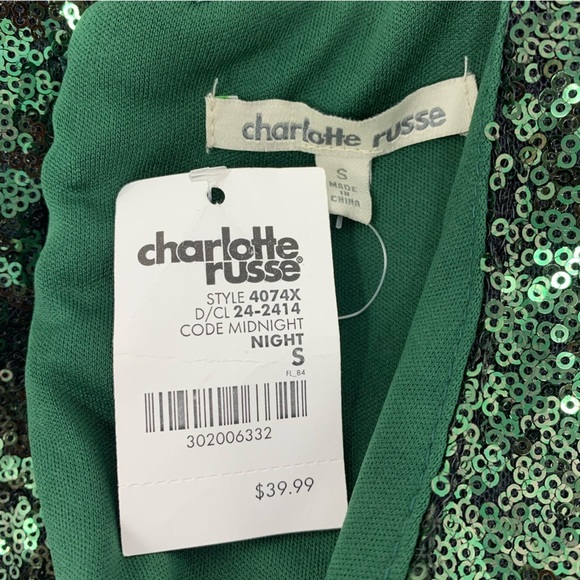 charlotte russe
S
MADE IN
CHINA
charlotte
russe®
STYLE 4074X
D/CL 24-2414
CODE MIDNIGHT
NIGHT
S
FL_84
302006332
$39.99